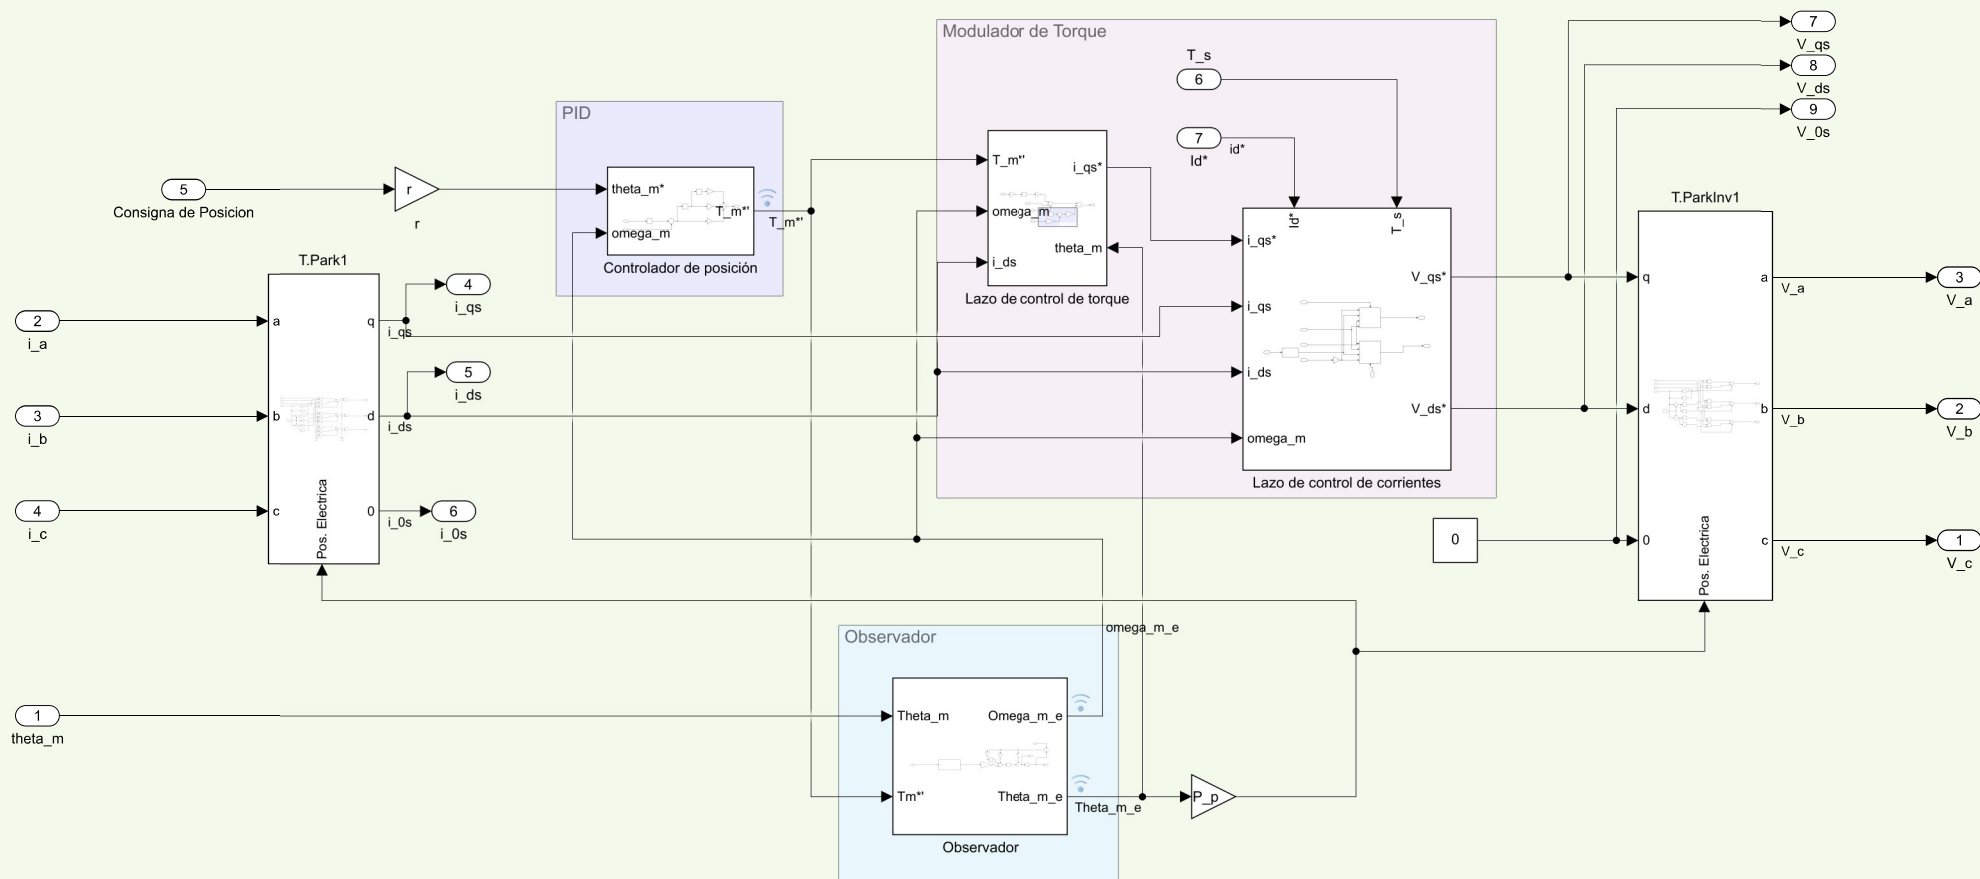 Modulador de Torque
7
V_qs
8
V_ds
9
V_0s
T_s
6
7
Id*
id*
PID
theta_m*
omega_m
T_m*'
T_m*'
Controlador de posición
5
Consigna de Posicion
r
r
T_m*'
omega_m
i_ds
i_qs*
theta_m
Lazo de control de torque
Id*
T_s
i_qs*
i_qs
i_ds
omega_m
V_qs*
V_ds*
Lazo de control de corrientes
T.ParkInv1
q
d
0
a
b
c
Pos. Electrica
V_a
3
V_a
V_b
2
V_b
V_c
1
V_c
0
T.Park1
2
i_a
3
i_b
4
i_c
a
b
c
q
d
0
Pos. Electrica
i_qs
4
i_qs
i_ds
5
i_ds
i_0s
6
i_0s
Observador
omega_m_e
1
theta_m
Theta_m
Tm*'
Omega_m_e
Theta_m_e
Theta_m_e
P_p
Observador